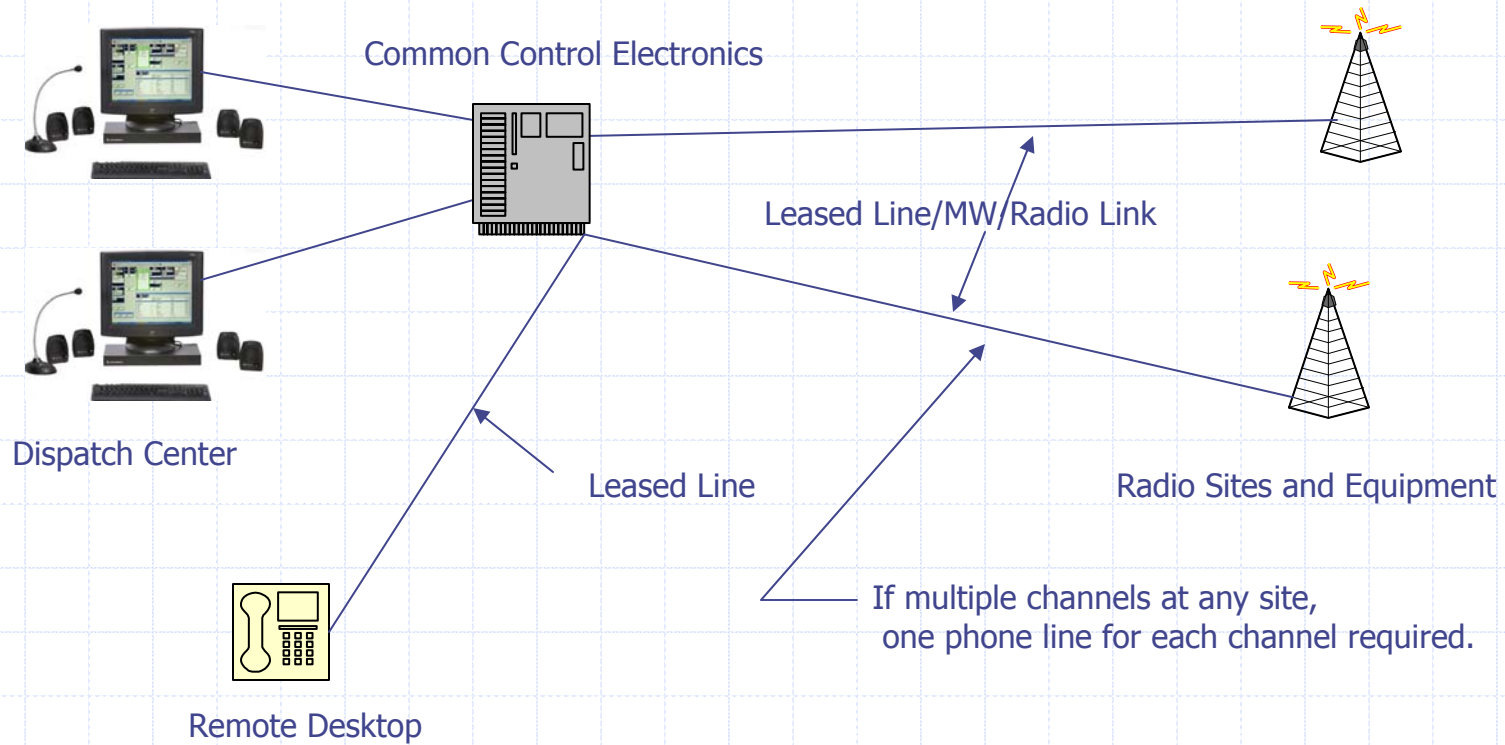 Common Control Electronics
Leased Line/MW/Radio Link
Dispatch Center
Leased Line
Radio Sites and Equipment
If multiple channels at any site,
one phone line for each channel required.
Remote Desktop